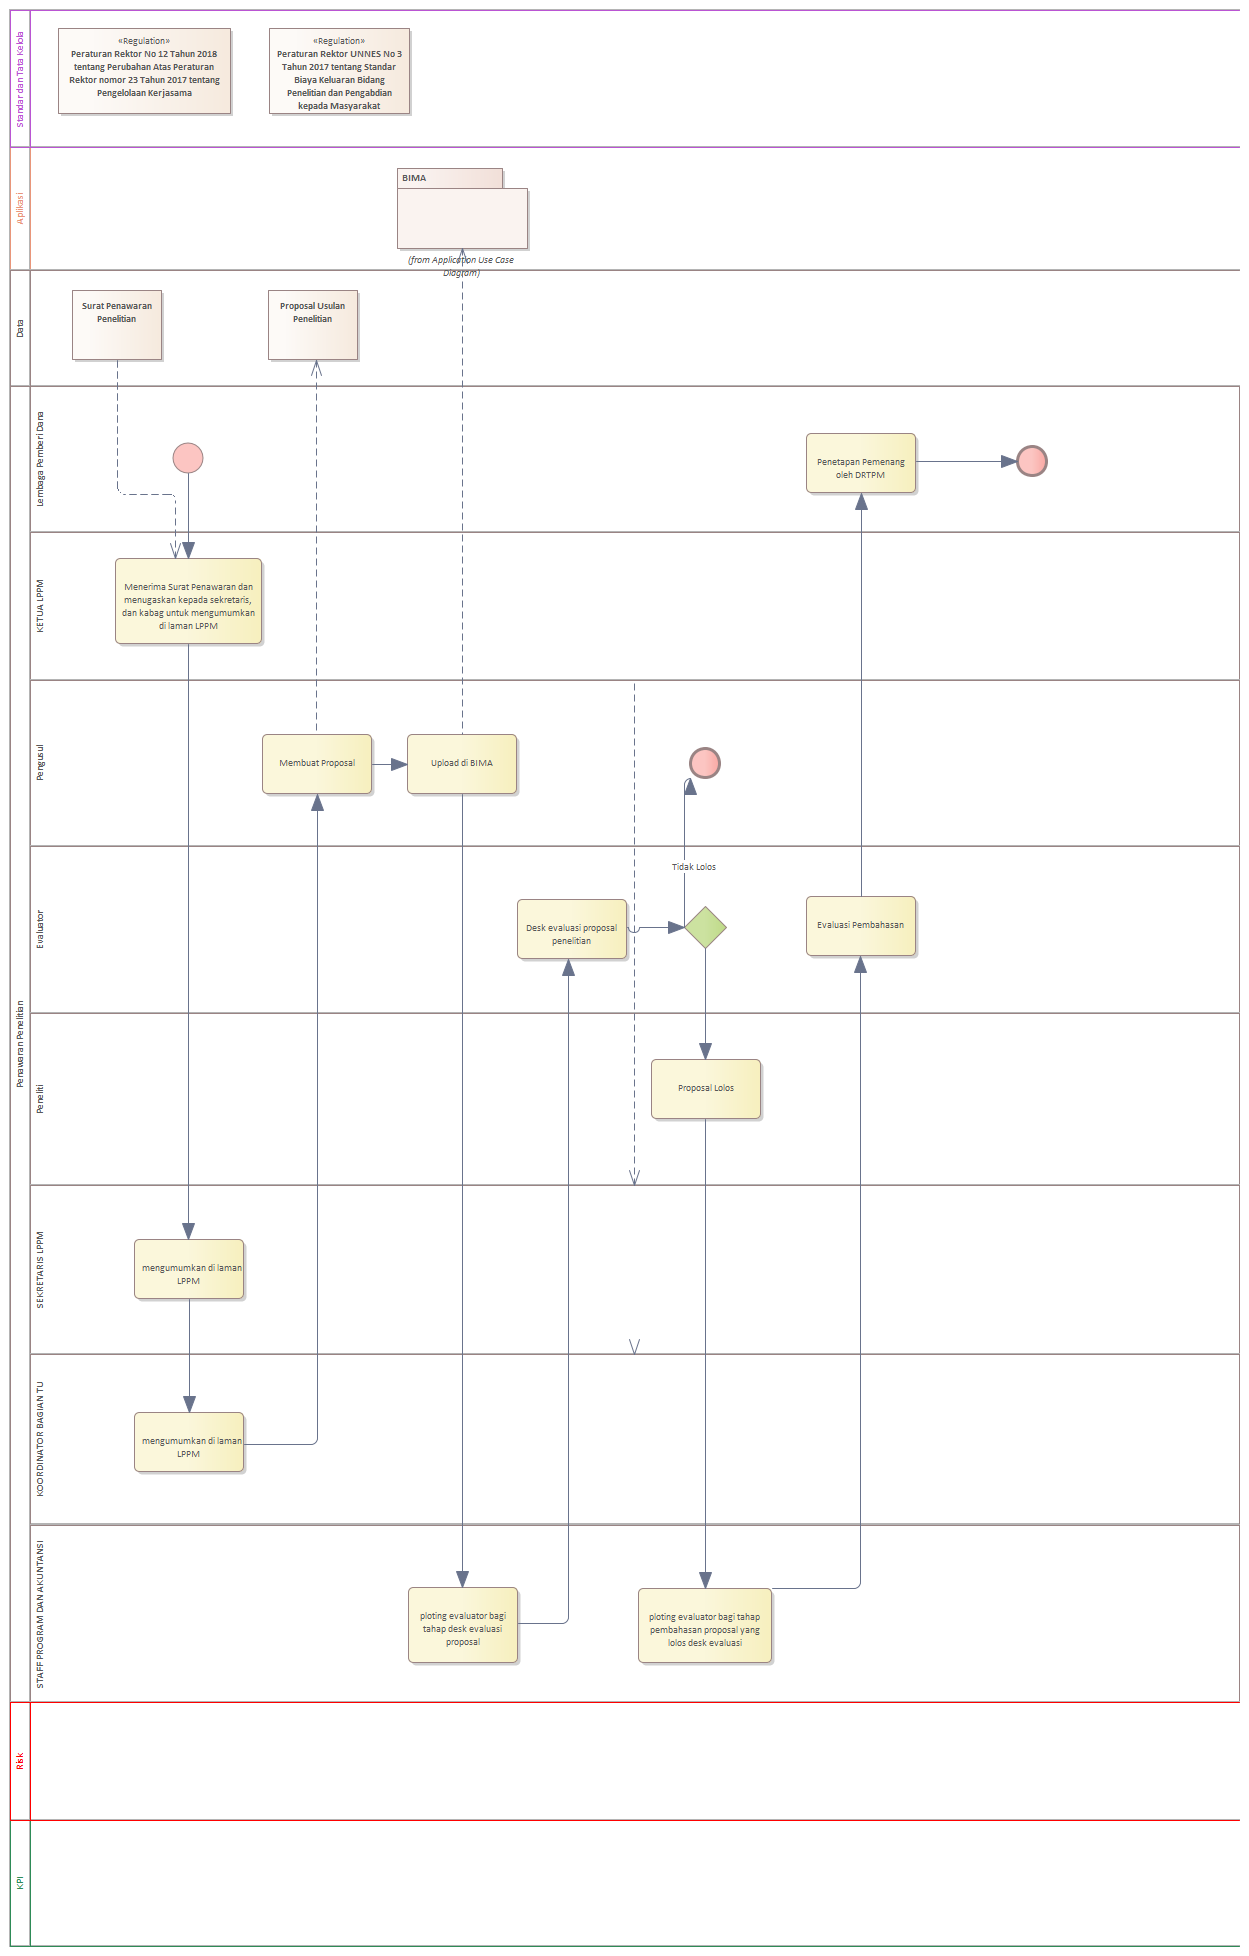 Standar dan Tata Kelola
«Regulation»
Peraturan Rektor No 12 Tahun 2018
tentang Perubahan Atas Peraturan
Rektor nomor 23 Tahun 2017 tentang
Pengelolaan Kerjasama
«Regulation»
Peraturan Rektor UNNES No 3
Tahun 2017 tentang Standar
Biaya Keluaran Bidang
Penelitian dan Pengabdian
kepada Masyarakat
Aplikasi
BIMA
(from Application Use Case
Diagram)
Data
Surat Penawaran
Penelitian
Proposal Usulan
Penelitian
Penawaran Penelitian
Lembaga Pemberi Dana
Penetapan Pemenang
oleh DRTPM
KETUA LPPM
Menerima Surat Penawaran dan
menugaskan kepada sekretaris,
dan kabag untuk mengumumkan
di laman LPPM
Pengusul
Membuat Proposal
Upload di BIMA
Tidak Lolos
Evaluator
Desk evaluasi proposal
penelitian
Evaluasi Pembahasan
Peneliti
Proposal Lolos
SEKRETARIS LPPM
mengumumkan di laman
LPPM
KOORDINATOR BAGIAN TU
mengumumkan di laman
LPPM
STAFF PROGRAM DAN AKUNTANSI
ploting evaluator bagi
tahap desk evaluasi
proposal
ploting evaluator bagi tahap
pembahasan proposal yang
lolos desk evaluasi
Risk
KPI